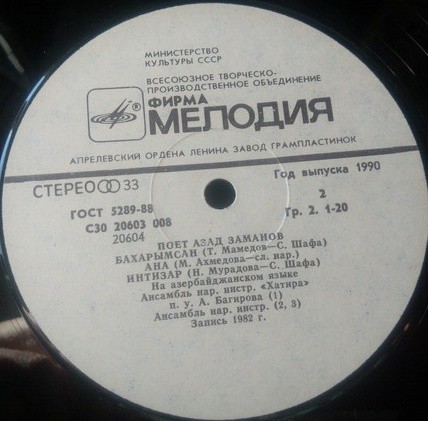 МИНИСТЕРСТВО
КУЛЬТУРЫ СССР
ВСЕСОЮЗНОЕ ТВОРЧЕСКО-
ПРОИЗВОДСТВЕННОЕ ОБЪЕДИНЕНИЕ
ФИРМА
МЕЛОДИЯ
АПРЕЛЕВСКИЙ ОРДЕНА ЛЕНИНА ЗАВОД ГРАМПЛАСТИНОК
СТЕРЕО 33
Год выпуска 1990
ГОСТ 5289-88
2
С30 20603 008
Гр. 2. 1-20
20604
ПОЕТ АЗАД ЗАМАНОВ
БАХАРЫМСАН (Т. Мамедов—С. Шафа)
АНА (М. Ахмедова—сл. нар.)
ИНТИЗАР (Н. Мурадова—С. Шафа)
На азербайджанском языке
Ансамбль нар. инстр. «Хатира»
п. у. А. Багирова (1)
Ансамбль нар. инстр. (2, 3)
Запись 1982 г.